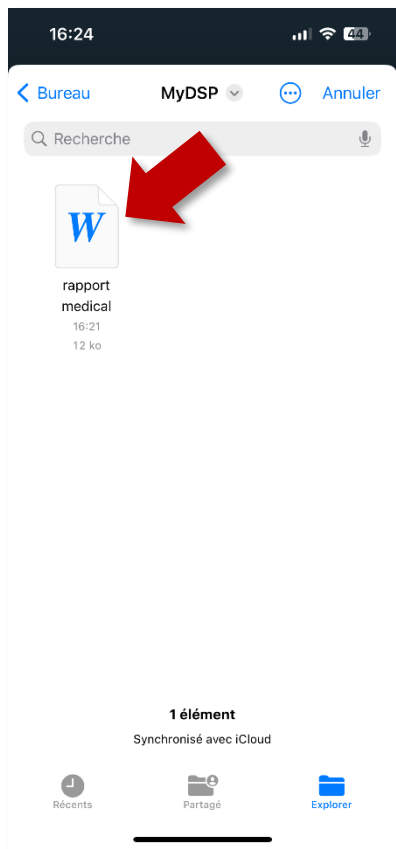 16:24
44
Bureau
MyDSP
Annuler
Recherche
W
rapport
medical
16:21
12 ko
1 élément
Synchronisé avec iCloud
Récents
Partagé
Explorer